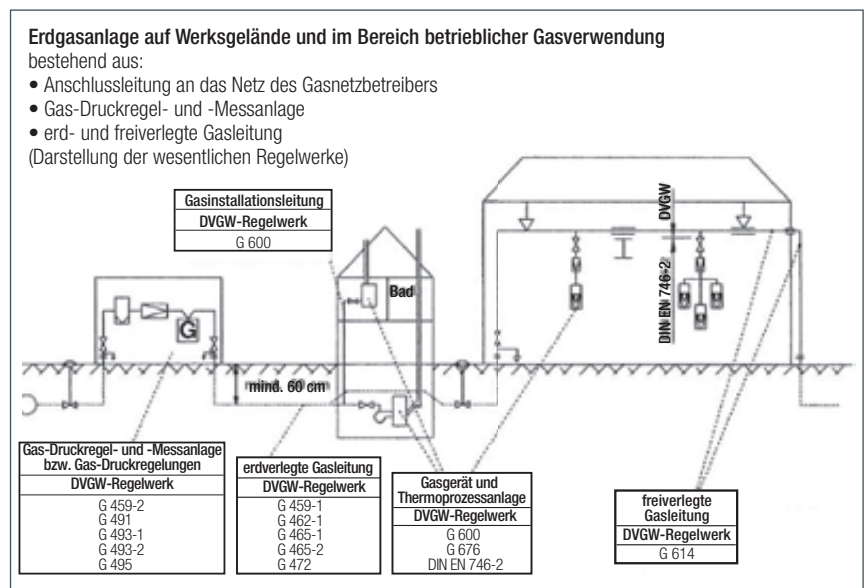 Erdgasanlage auf Werksgelände und im Bereich betrieblicher Gasverwendung
bestehend aus:
• Anschlussleitung an das Netz des Gasnetzbetreibers
• Gas-Druckregel- und -Messanlage
• erd- und freiverlegte Gasleitung
(Darstellung der wesentlichen Regelwerke)
Gasinstallationsleitung
DVGW-Regelwerk
G 600
Bad
G
DVGW
DIN EN 746-2
mind. 60 cm
Gas-Druckregel- und -Messanlage
bzw. Gas-Druckregelungen
DVGW-Regelwerk
G 459-2
G 491
G 493-1
G 493-2
G 495
erdverlegte Gasleitung
DVGW-Regelwerk
G 459-1
G 462-1
G 465-1
G 465-2
G 472
Gasgerät und
Thermoprozessanlage
DVGW-Regelwerk
G 600
G 676
DIN EN 746-2
freiverlegte
Gasleitung
DVGW-Regelwerk
G 614